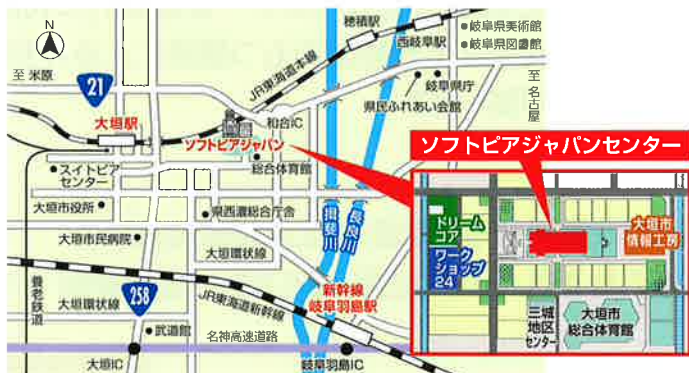 N
穂積駅
西岐阜駅
岐阜県美術館
岐阜県図書館
至 米原
21
JR東海道本線
岐阜県庁
県民ふれあい会館
至 名古屋
大垣駅
和合IC
ソフトピアジャパン
総合体育館
スイトピア
センター
大垣市役所
県西濃総合庁舎
揖斐川
長良川
大垣市民病院
大垣環状線
新幹線
岐阜羽島駅
養老鉄道
大垣環状線
258
JR東海道新幹線
武道館
名神高速道路
大垣IC
岐阜羽島IC
ソフトピアジャパンセンター
ドリーム
コア
ワーク
ショップ
24
大垣市
情報工房
三城
地区
センター
大垣市
総合体育館